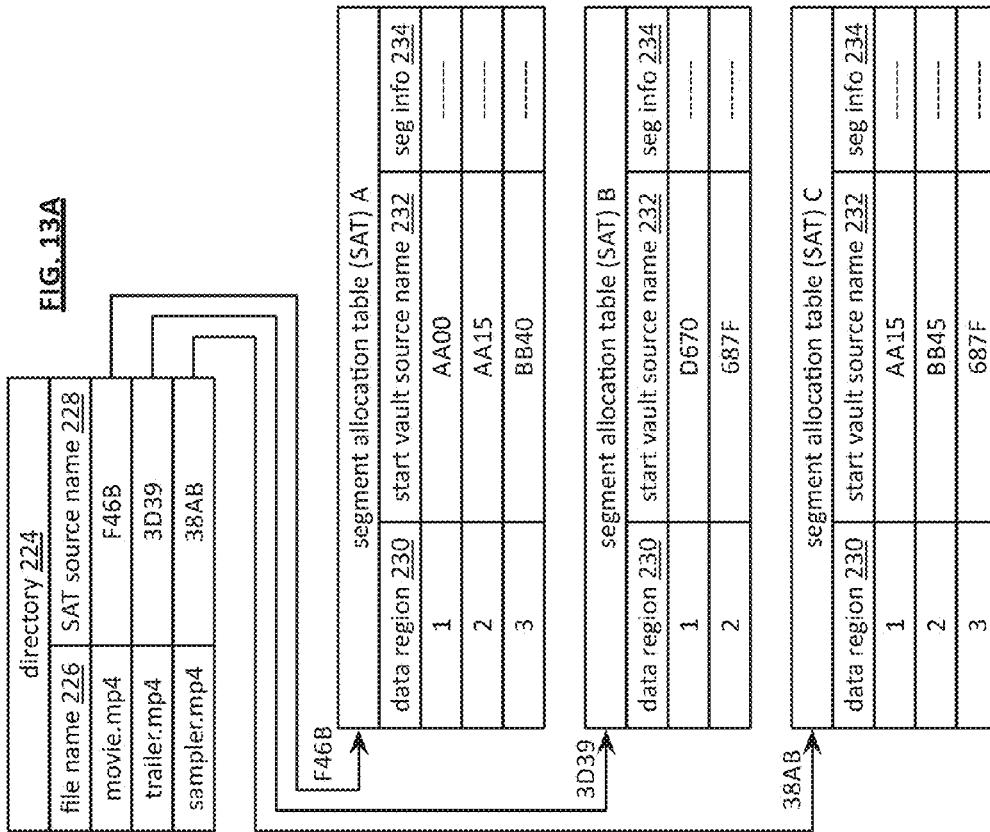 FIG. 13A
directory 224
file name 226 SAT source name 228
movie.mp4 F46B
trailer.mp4 3D39
sampler.mp4 38AB
F46B
segment allocation table (SAT) A
data region 230 start vault source name 232 seg info 234
1 AA00 ------
2 AA15 ------
3 BB40 -------
3D39
segment allocation table (SAT) B
data region 230 start vault source name 232 seg info 234
1 D670 ------
2 687F -------
38AB
segment allocation table (SAT) C
data region 230 start vault source name 232 seg info 234
1 AA15 ------
2 BB45 ------
3 687F -------